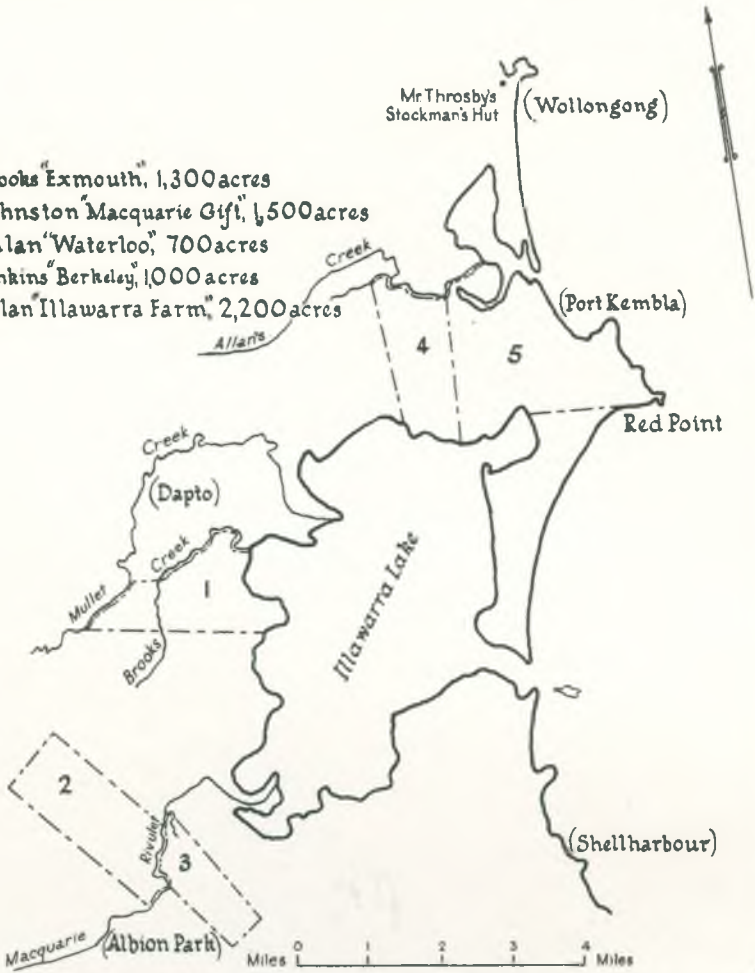 Mr Throsby's
Stockman's Hut
(Wollongong)
ooks "Exmouth", 1,300 acres
hnston "Macquarie Gift", 1,500 acres
lan "Waterloo", 700 acres
nkins "Berkeley", 1,000 acres
lan "Illawarra Farm", 2,200 acres
Creek
Allan's
(Port Kembla)
4
5
Red Point
Creek
(Dapto)
Creek
Mullet
1
Brooks
Illawarra Lake
2
Rivulet
3
(Shellharbour)
Macquarie
(Albion Park)
Miles 0 1 2 3 4 Miles